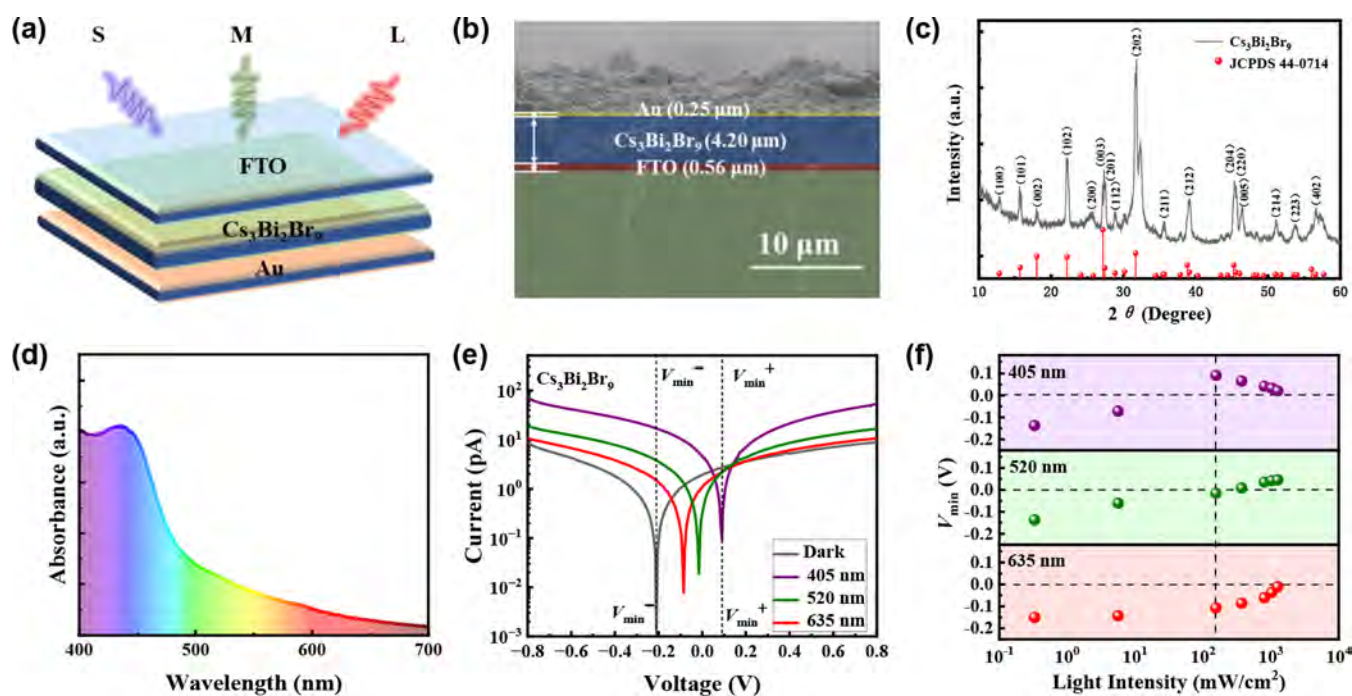 (a)
S
M
L
FTO
Cs₃Bi₂Br₉
Au
(b)
Au (0.25 μm)
Cs₃Bi₂Br₉ (4.20 μm)
FTO (0.56 μm)
10 μm
(c)
Intensity (a.u.)
Cs₃Bi₂Br₉
JCPDS 44-0714
(100)
(101)
(002)
(102)
(200)
(003)
(201)
(112)
(202)
(211)
(212)
(204)
(220)
(005)
(214)
(223)
(402)
10 20 30 40 50 60
2 θ (Degree)
(d)
Absorbance (a.u.)
400 500 600 700
Wavelength (nm)
(e)
Current (pA)
10²
10¹
10⁰
10⁻¹
10⁻²
10⁻³
Cs₃Bi₂Br₉
Vmin⁻
Vmin⁺
Vmin⁻
Vmin⁺
Dark
405 nm
520 nm
635 nm
−0.8 −0.6 −0.4 −0.2 0.0 0.2 0.4 0.6 0.8
Voltage (V)
(f)
Vmin (V)
405 nm
0.1
0.0
-0.1
-0.2
520 nm
0.1
0.0
-0.1
-0.2
635 nm
0.1
0.0
-0.1
-0.2
10⁻¹ 10⁰ 10¹ 10² 10³ 10⁴
Light Intensity (mW/cm²)